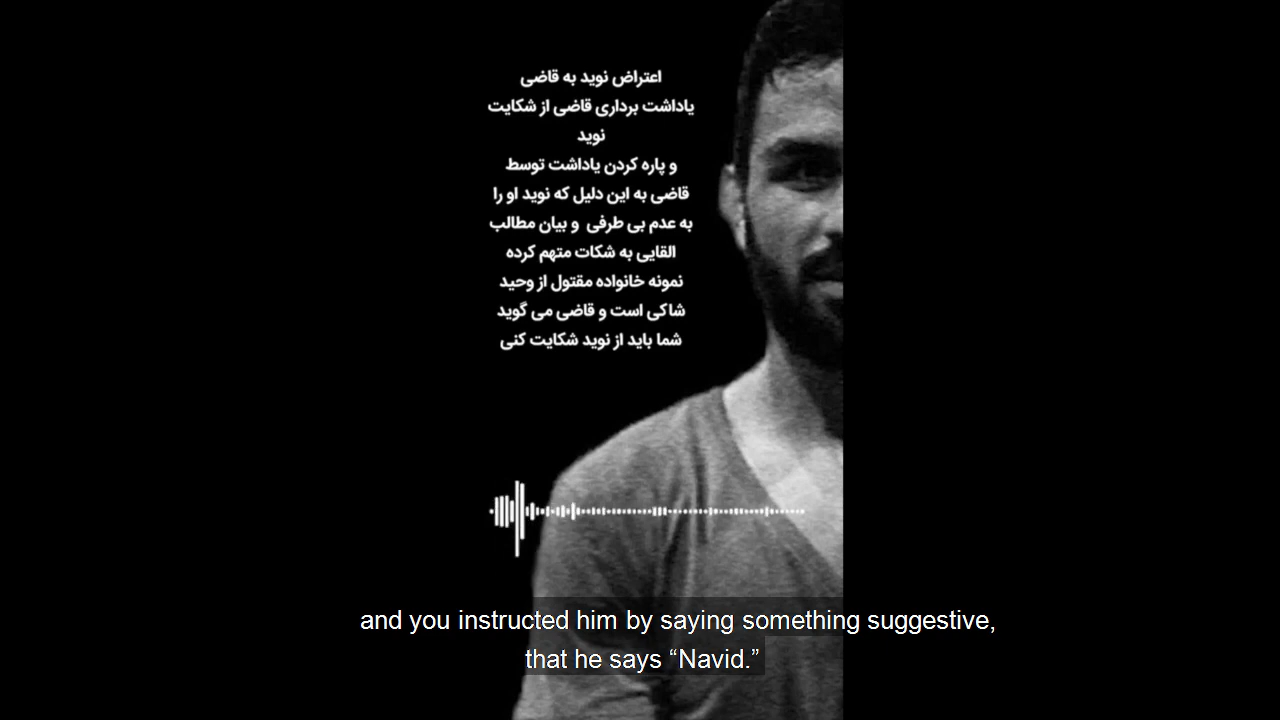 اعتراض نوید به قاضی
یاداشت برداری قاضی از شکایت
نوید
و پاره کردن یاداشت توسط
قاضی به این دلیل که نوید او را
به عدم بی طرفی و بیان مطالب
القایی به شکات متهم کرده
نمونه خانواده مقتول از وحید
شاکی است و قاضی می گوید
شما باید از نوید شکایت کنی
and you instructed him by saying something suggestive,
that he says “Navid.”